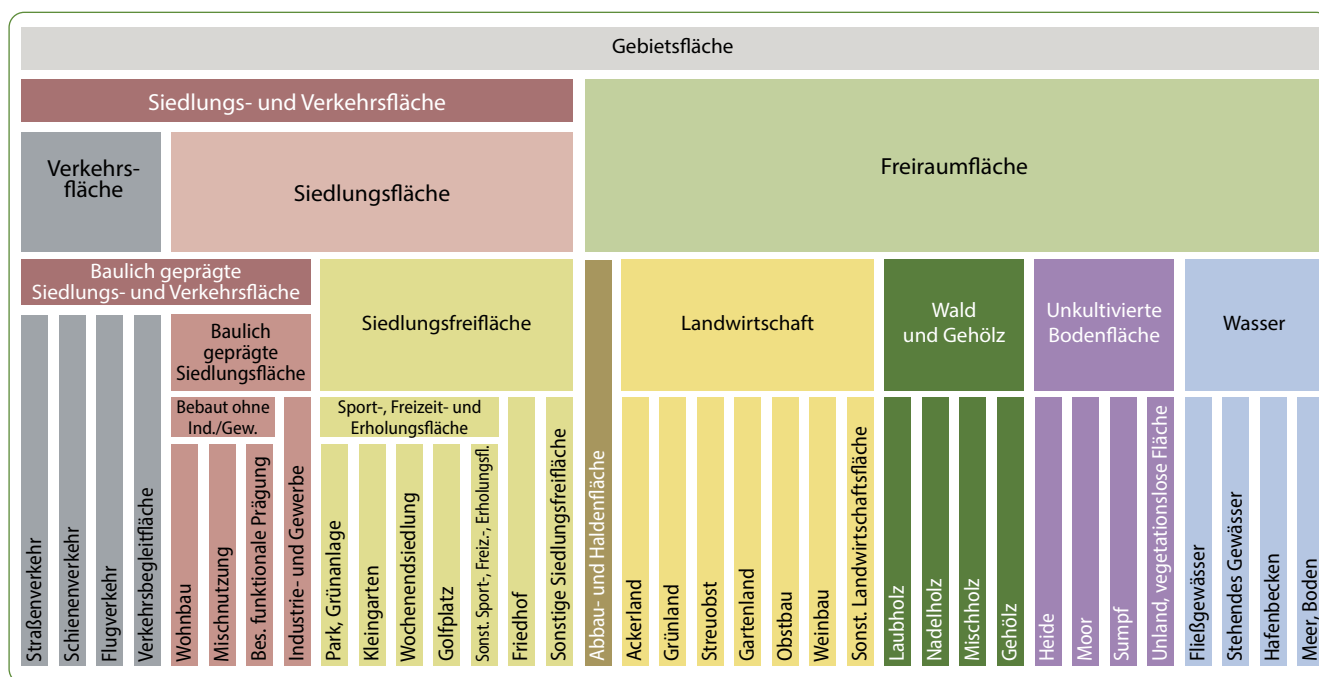 Gebietsfläche
Siedlungs- und Verkehrsfläche
Verkehrs-
fläche
Siedlungsfläche
Freiraumfläche
Baulich geprägte
Siedlungs- und Verkehrsfläche
Siedlungsfreifläche
Landwirtschaft
Wald
und Gehölz
Unkultivierte
Bodenfläche
Wasser
Baulich
geprägte
Siedlungsfläche
Bebaut ohne
Ind./Gew.
Sport-, Freizeit- und
Erholungsfläche
Straßenverkehr
Schienenverkehr
Flugverkehr
Verkehrsbegleitfläche
Wohnbau
Mischnutzung
Bes. funktionale Prägung
Industrie- und Gewerbe
Park, Grünanlage
Kleingarten
Wochenendsiedlung
Golfplatz
Sonst. Sport-, Freiz.-, Erholungsfl.
Friedhof
Sonstige Siedlungsfreifläche
Abbau- und Haldenfläche
Ackerland
Grünland
Streuobst
Gartenland
Obstbau
Weinbau
Sonst. Landwirtschaftsfläche
Laubholz
Nadelholz
Mischholz
Gehölz
Heide
Moor
Sumpf
Unland, vegetationslose Fläche
Fließgewässer
Stehendes Gewässer
Hafenbecken
Meer, Boden